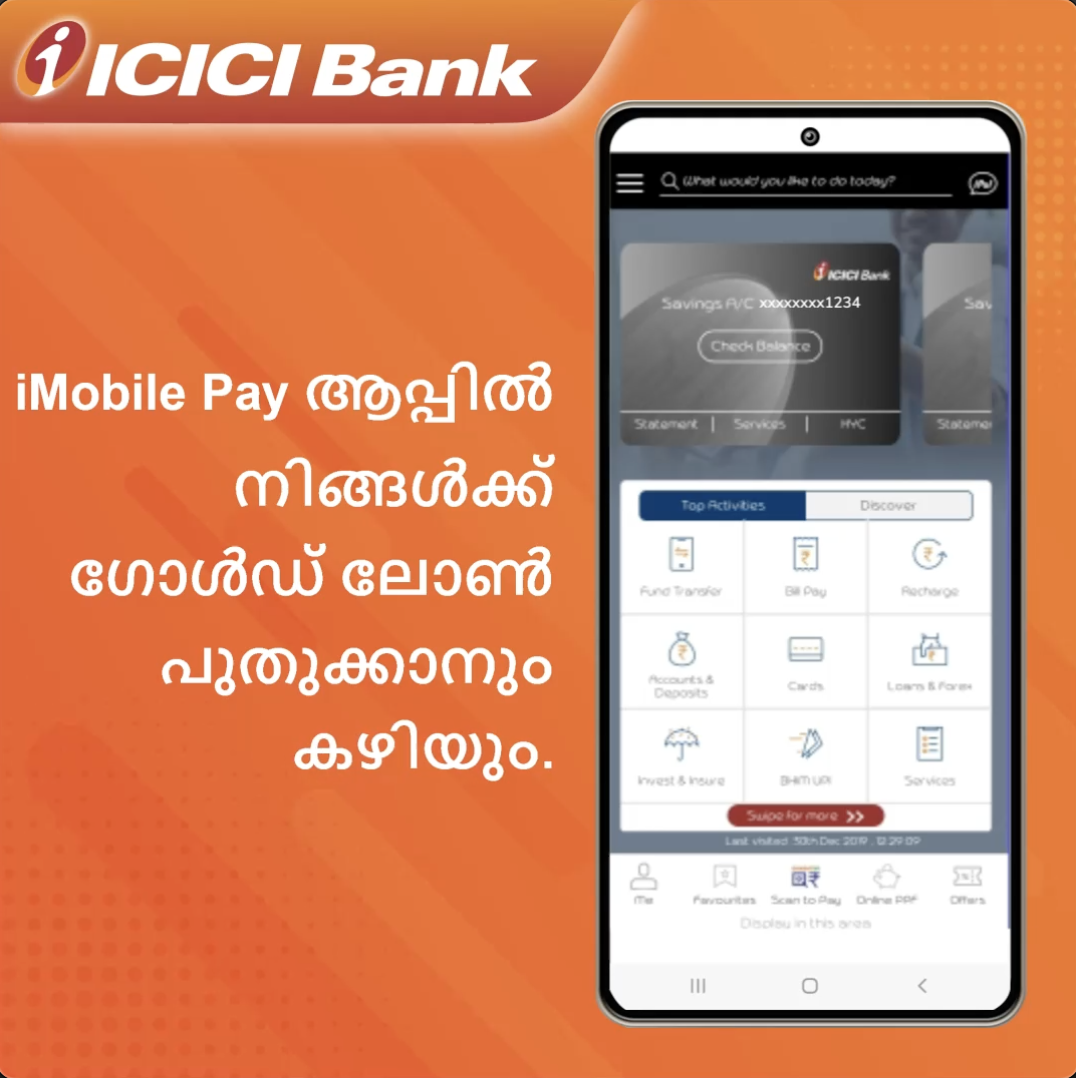 ICICI Bank
iMobile Pay ആപ്പിൽ
നിങ്ങൾക്ക്
ഗോൾഡ് ലോൺ
പുതുക്കാനും
കഴിയും.
What would you like to do today?
iPal
ICICI Bank
Savings A/C xxxxxxxx1234
Sav
Check Balance
Statement | Services | KYC
Stateme
Top Activities Discover
Fund Transfer Bill Pay Recharge
Accounts &
Deposits
Cards Loans & Forex
Invest & Insure BHIM UPI Services
Swipe for more
Last visited :30th Dec 2019 , 12:29:09
Me Favourites Scan to Pay Online PPF Offers
Display in this area